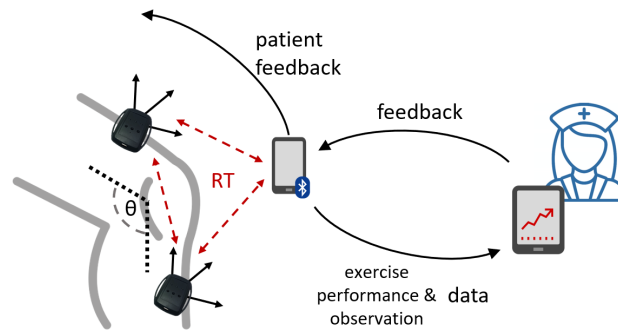 patient
feedback
feedback
RT
θ
exercise
performance & data
observation